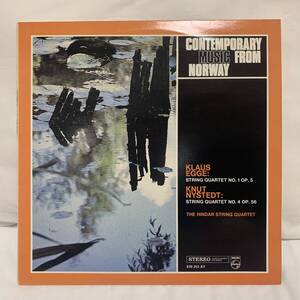 CONTEMPORARY
MUSIC FROM
NORWAY
KLAUS
EGGE:
STRING QUARTET NO. 1 OP. 5
KNUT
NYSTEDT:
STRING QUARTET NO. 4 OP. 56
THE HINDAR STRING QUARTET
STEREO
PHILIPS